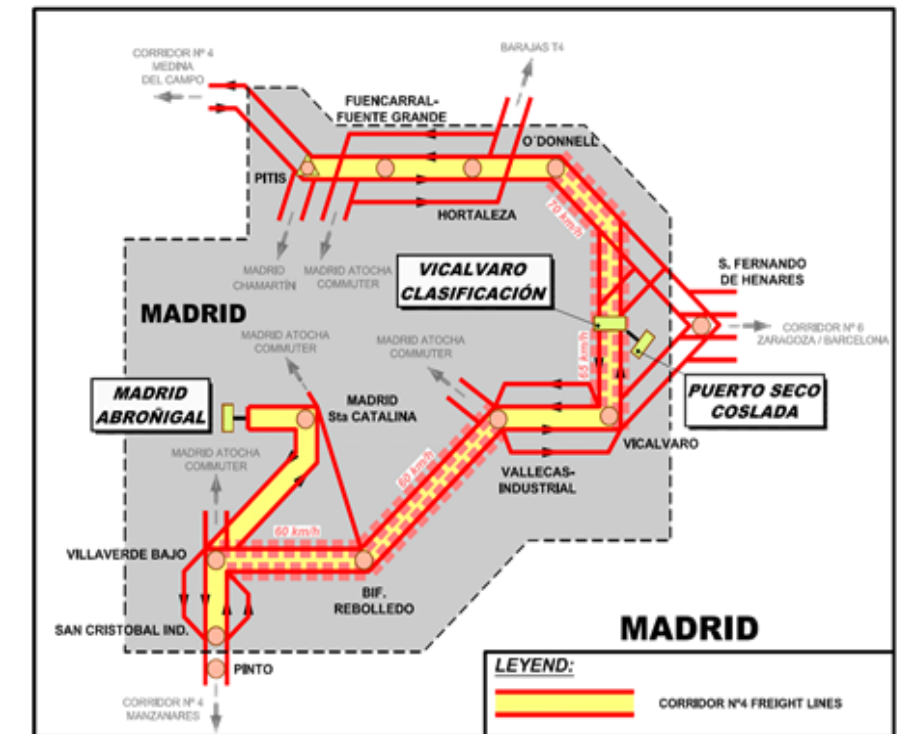 CORRIDOR Nº 4
MEDINA
DEL CAMPO
BARAJAS T4
FUENCARRAL-
FUENTE GRANDE
O´DONNELL
PITIS
HORTALEZA
70 km/h
MADRID
CHAMARTÍN
MADRID ATOCHA
COMMUTER
VICALVARO
CLASIFICACIÓN
S. FERNANDO
DE HENARES
MADRID
CORRIDOR Nº 6
ZARAGOZA / BARCELONA
MADRID ATOCHA
COMMUTER
MADRID ATOCHA
COMMUTER
65 km/h
MADRID
ABROÑIGAL
MADRID
Sta CATALINA
PUERTO SECO
COSLADA
VICALVARO
MADRID ATOCHA
COMMUTER
60 km/h
VALLECAS-
INDUSTRIAL
60 km/h
VILLAVERDE BAJO
BIF.
REBOLLEDO
SAN CRISTOBAL IND.
MADRID
PINTO
LEYEND:
CORRIDOR Nº4 FREIGHT LINES
CORRIDOR Nº 4
MANZANARES